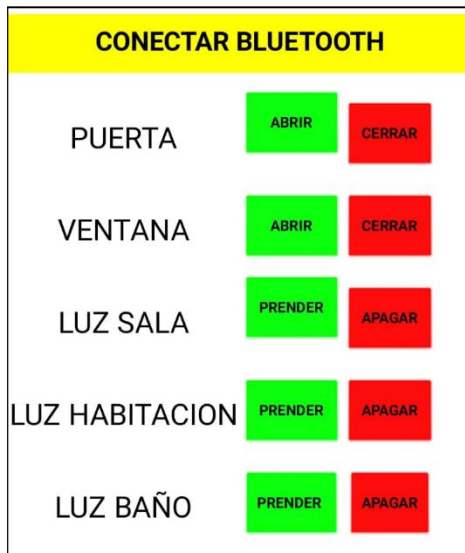 CONECTAR BLUETOOTH
PUERTA ABRIR CERRAR
VENTANA ABRIR CERRAR
LUZ SALA PRENDER APAGAR
LUZ HABITACION PRENDER APAGAR
LUZ BAÑO PRENDER APAGAR